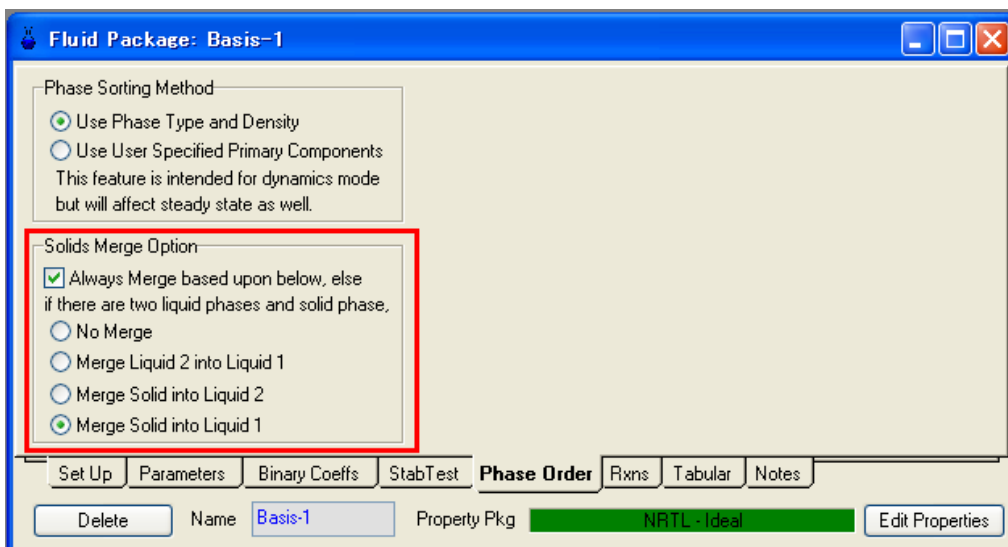 Fluid Package: Basis-1
Phase Sorting Method
Use Phase Type and Density
Use User Specified Primary Components
This feature is intended for dynamics mode
but will affect steady state as well.
Solids Merge Option
Always Merge based upon below, else
if there are two liquid phases and solid phase,
No Merge
Merge Liquid 2 into Liquid 1
Merge Solid into Liquid 2
Merge Solid into Liquid 1
Set Up Parameters Binary Coeffs StabTest Phase Order Rxns Tabular Notes
Delete Name Basis-1 Property Pkg NRTL - Ideal Edit Properties